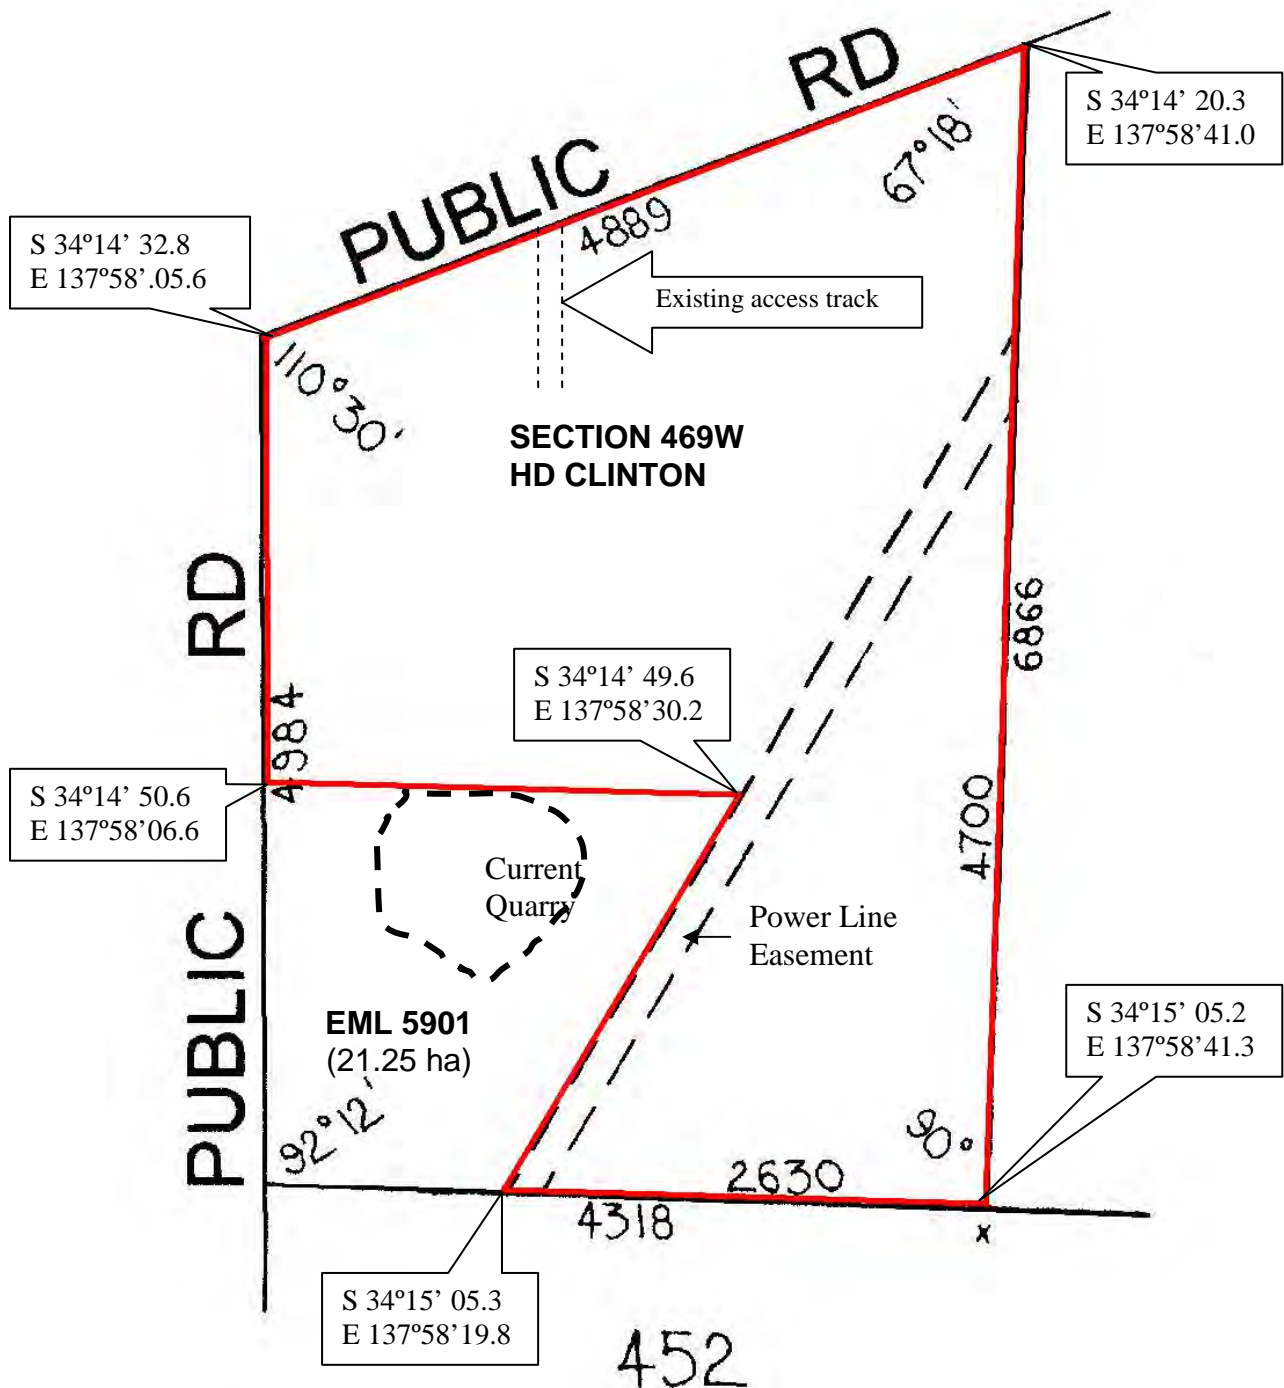 PUBLIC RD
S 34º14’ 20.3
E 137º58’41.0
67°18'
4889
S 34º14’ 32.8
E 137º58’.05.6
Existing access track
110°30'
SECTION 469W
HD CLINTON
PUBLIC RD
6866
S 34º14’ 49.6
E 137º58’30.2
4984
S 34º14’ 50.6
E 137º58’06.6
4700
Current
Quarry
Power Line
Easement
EML 5901
(21.25 ha)
S 34º15’ 05.2
E 137º58’41.3
92°12'
90°
2630
4318
x
S 34º15’ 05.3
E 137º58’19.8
452